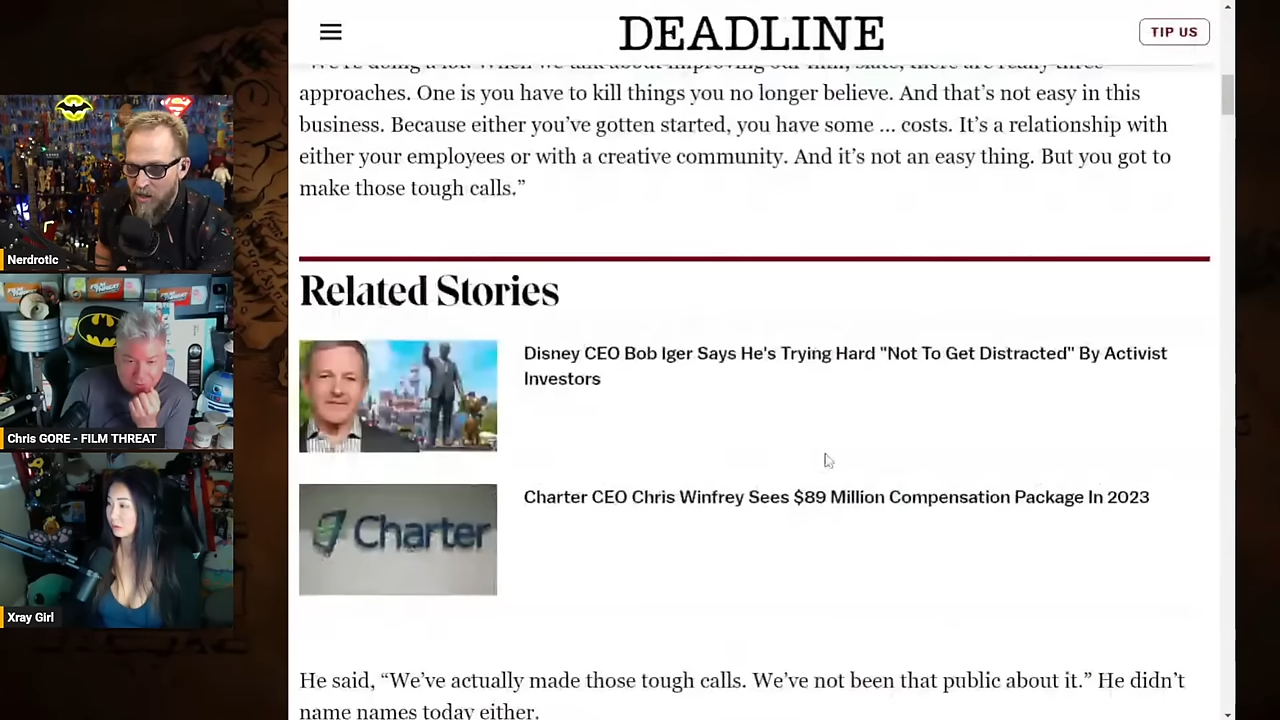 DEADLINE
TIP US
"We're doing a lot. When we talk about improving our film, slate, there are really three
approaches. One is you have to kill things you no longer believe. And that’s not easy in this
business. Because either you’ve gotten started, you have some ... costs. It’s a relationship with
either your employees or with a creative community. And it’s not an easy thing. But you got to
make those tough calls.”
Related Stories
Disney CEO Bob Iger Says He's Trying Hard "Not To Get Distracted" By Activist
Investors
Charter
Charter CEO Chris Winfrey Sees $89 Million Compensation Package In 2023
He said, “We’ve actually made those tough calls. We’ve not been that public about it.” He didn’t
name names today either.
Nerdrotic
Chris GORE - FILM THREAT
Xray Girl